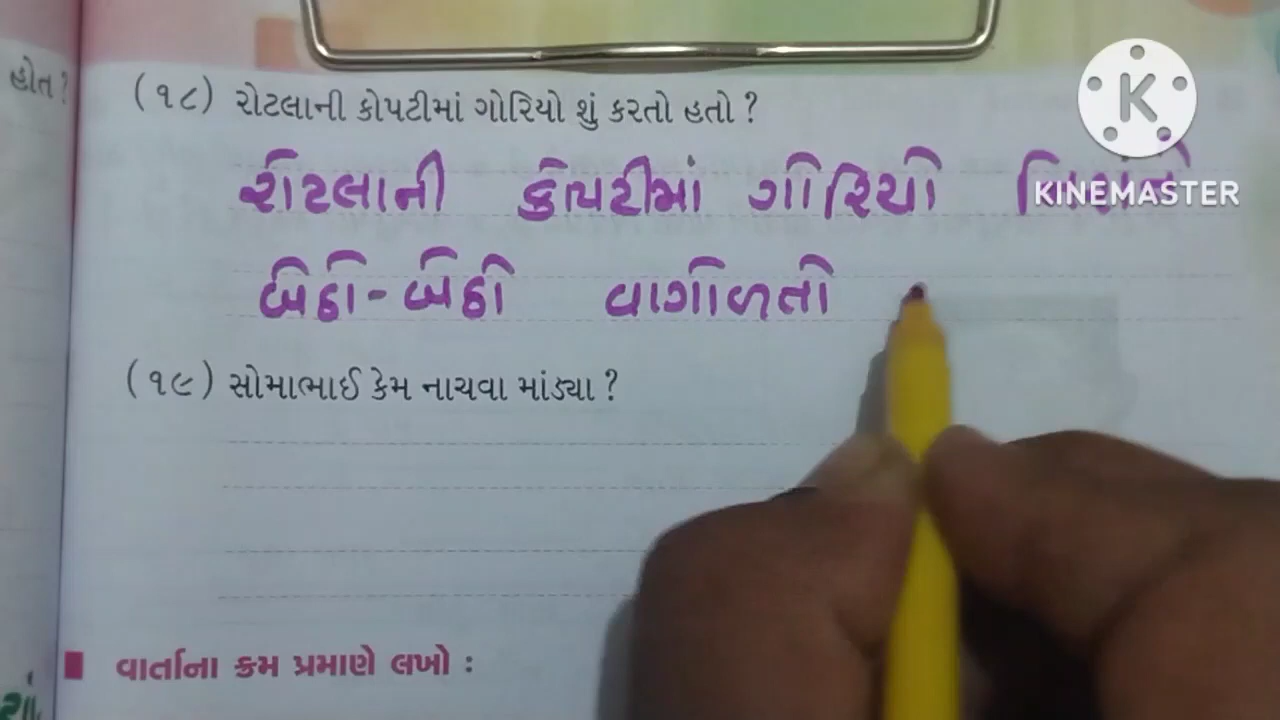 હોત ?
(૧૮) રોટલાની કોપટીમાં ગોરિયો શું કરતો હતો ?
KINEMASTER
રોટલાની કોપટીમાં ગોરિયો
બેઠો-બેઠો વાગોળતો
(૧૯) સોમાભાઈ કેમ નાચવા માંડ્યા ?
વાર્તાના ક્રમ પ્રમાણે લખો :